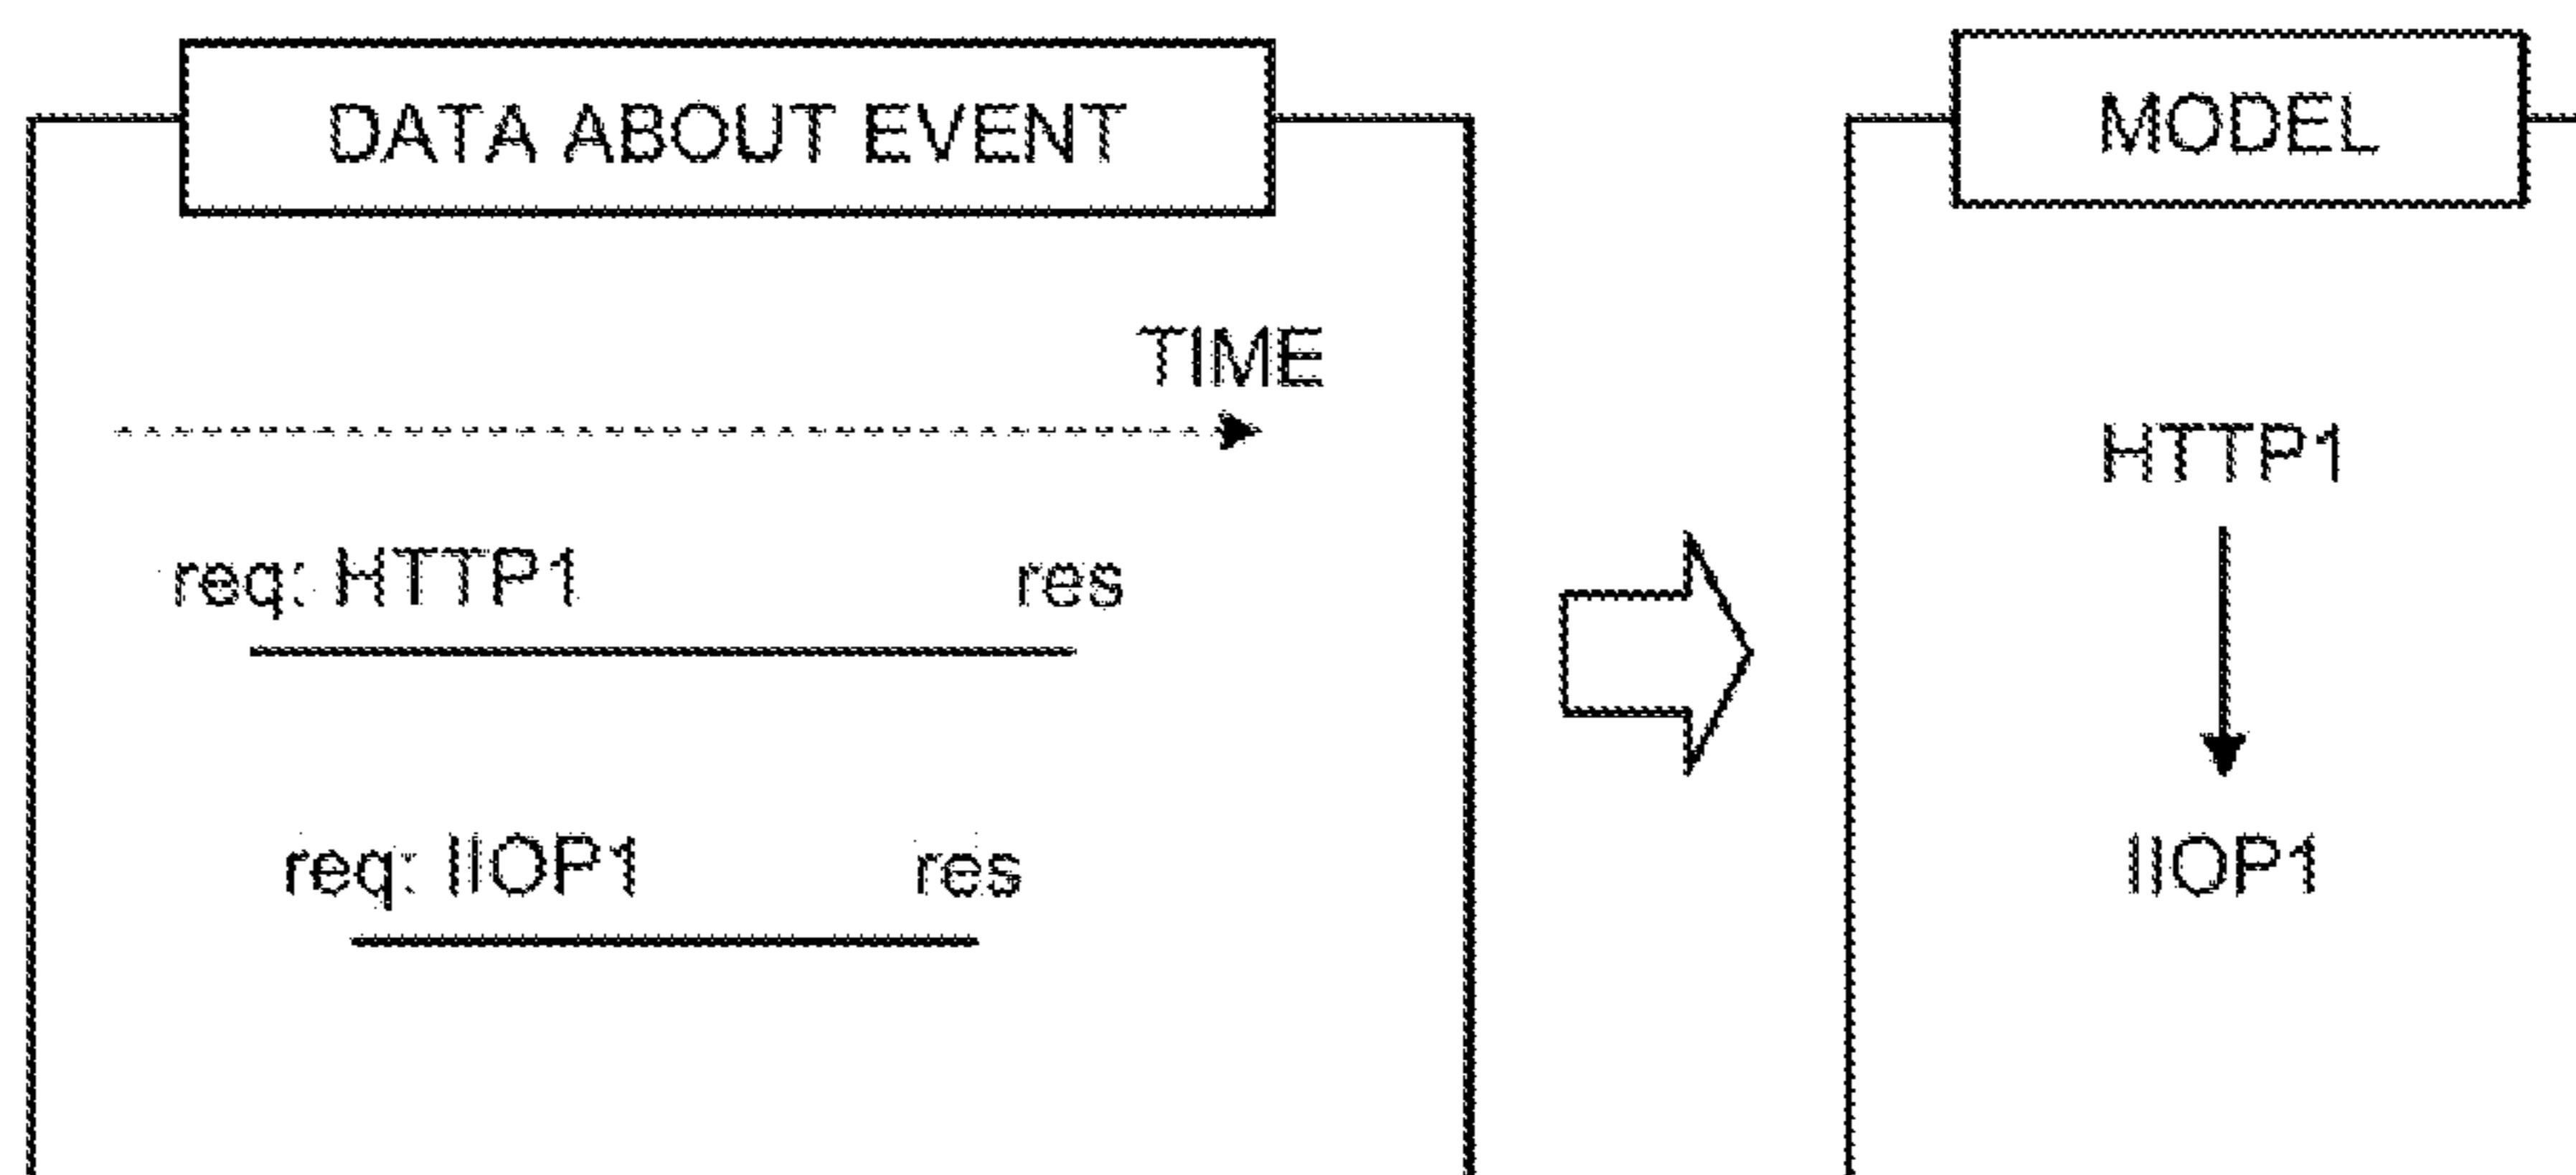 DATA ABOUT EVENT
TIME
req: HTTP1 res
req: IIOP1 res
MODEL
HTTP1
IIOP1